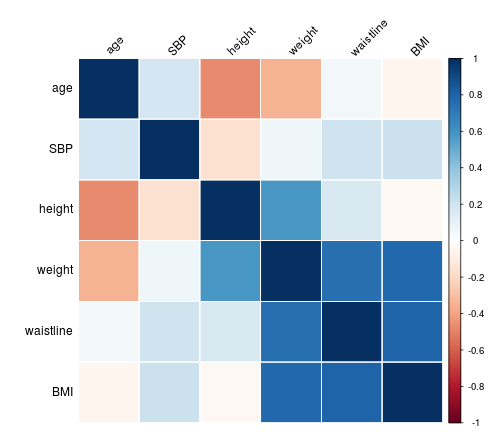 age SBP height weight waistline BMI
age
SBP
height
weight
waistline
BMI
1
0.8
0.6
0.4
0.2
0
-0.2
-0.4
-0.6
-0.8
-1